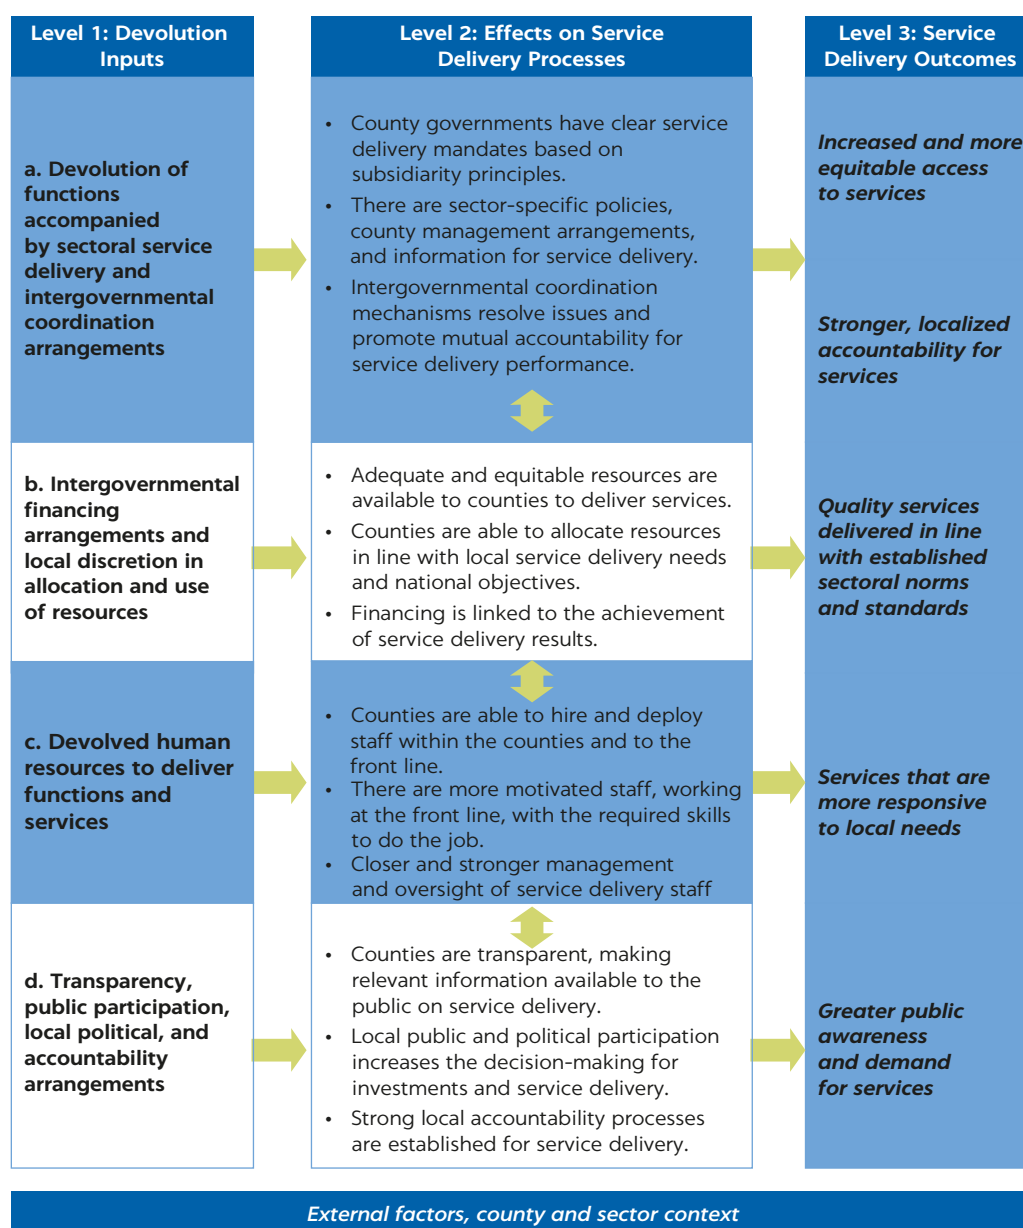 Level 1: Devolution
Inputs
Level 2: Effects on Service
Delivery Processes
Level 3: Service
Delivery Outcomes
a. Devolution of
functions
accompanied
by sectoral service
delivery and
intergovernmental
coordination
arrangements
• County governments have clear service
delivery mandates based on
subsidiarity principles.
• There are sector-specific policies,
county management arrangements,
and information for service delivery.
• Intergovernmental coordination
mechanisms resolve issues and
promote mutual accountability for
service delivery performance.
Increased and more
equitable access
to services
Stronger, localized
accountability for
services
b. Intergovernmental
financing
arrangements and
local discretion in
allocation and use
of resources
• Adequate and equitable resources are
available to counties to deliver services.
• Counties are able to allocate resources
in line with local service delivery needs
and national objectives.
• Financing is linked to the achievement
of service delivery results.
Quality services
delivered in line
with established
sectoral norms
and standards
c. Devolved human
resources to deliver
functions and
services
• Counties are able to hire and deploy
staff within the counties and to the
front line.
• There are more motivated staff, working
at the front line, with the required skills
to do the job.
• Closer and stronger management
and oversight of service delivery staff
Services that are
more responsive
to local needs
d. Transparency,
public participation,
local political, and
accountability
arrangements
• Counties are transparent, making
relevant information available to the
public on service delivery.
• Local public and political participation
increases the decision-making for
investments and service delivery.
• Strong local accountability processes
are established for service delivery.
Greater public
awareness
and demand
for services
External factors, county and sector context